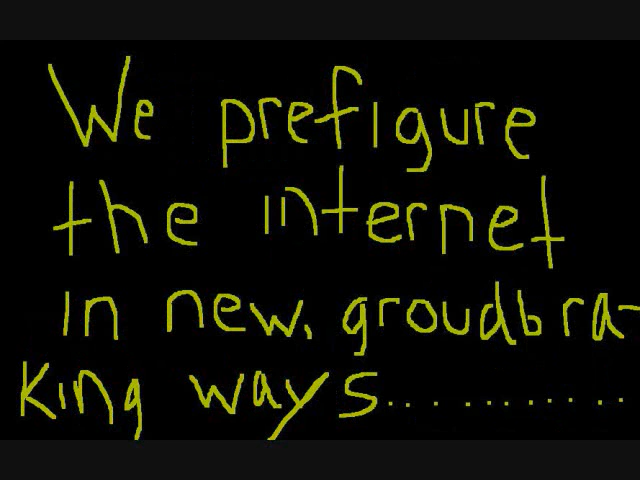 We prefigure
the internet
in new, groudbra-
king ways...........